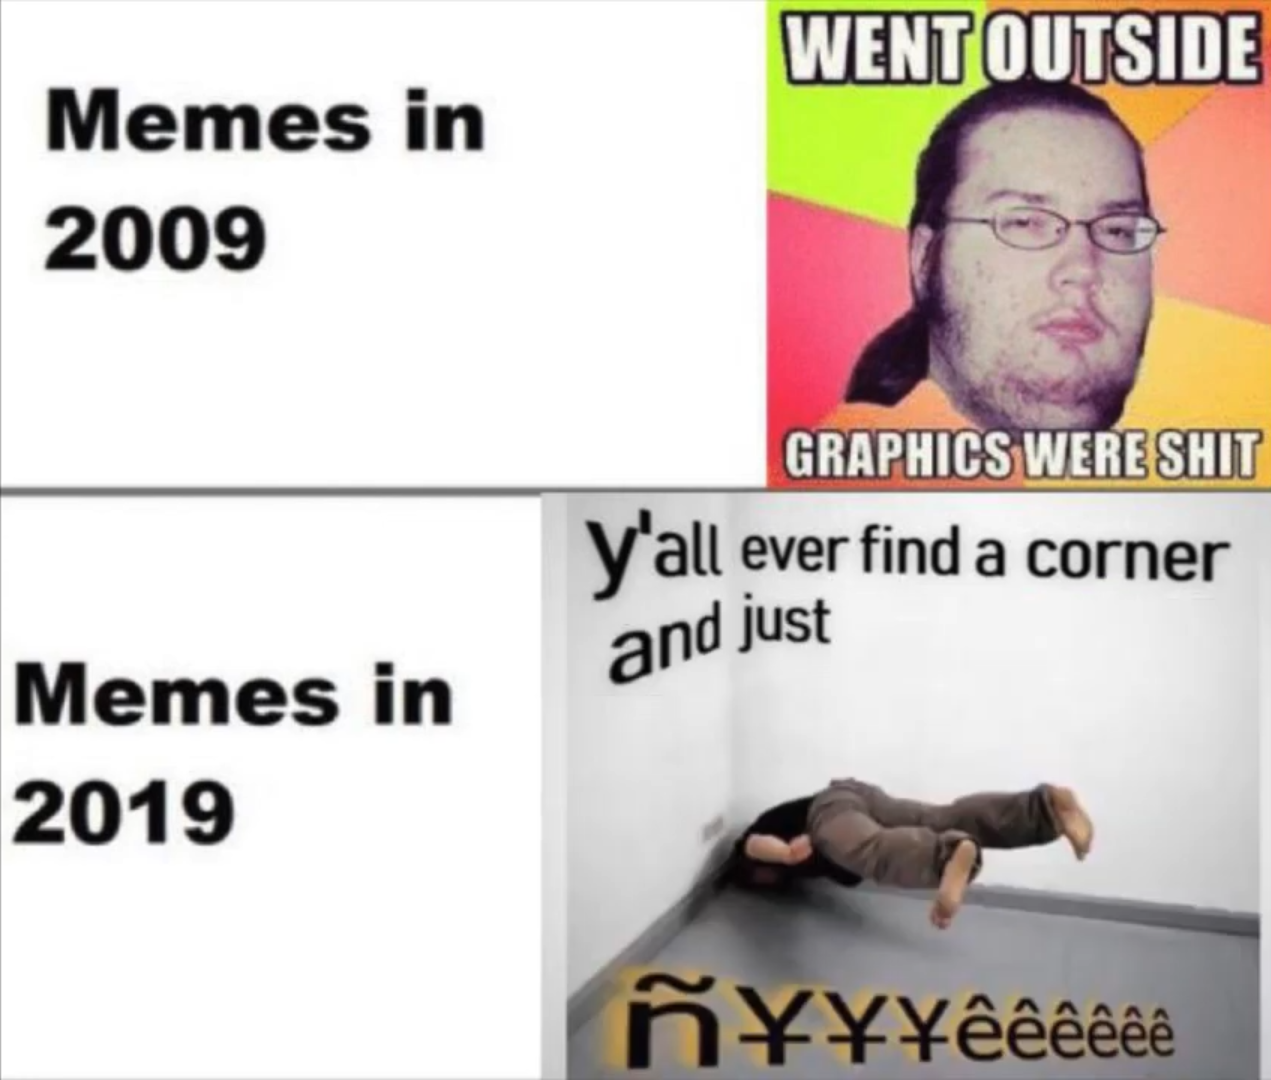 Memes in
2009
WENT OUTSIDE
GRAPHICS WERE SHIT
Memes in
2019
y'all ever find a corner
and just
ñ¥¥¥êêêêêê